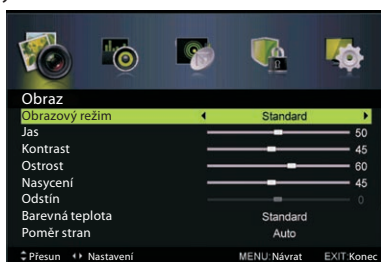 Obraz
Obrazový režim Standard
Jas 50
Kontrast 45
Ostrost 60
Nasycení 45
Odstín 0
Barevná teplota Standard
Poměr stran Auto
Přesun Nastavení MENU:Návrat EXIT:Konec